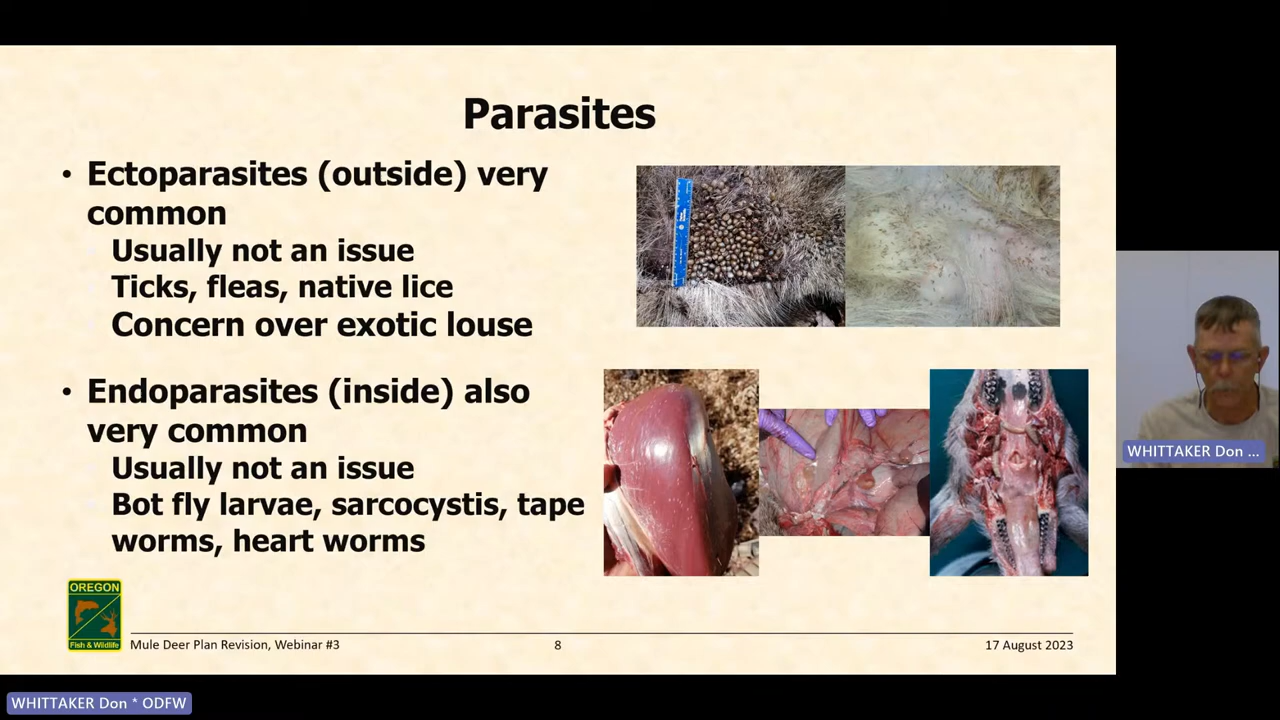 Parasites
• Ectoparasites (outside) very
common
Usually not an issue
Ticks, fleas, native lice
Concern over exotic louse
• Endoparasites (inside) also
very common
Usually not an issue
Bot fly larvae, sarcocystis, tape
worms, heart worms
OREGON
Fish & Wildlife
Mule Deer Plan Revision, Webinar #3
8
17 August 2023
WHITTAKER Don ...
WHITTAKER Don * ODFW